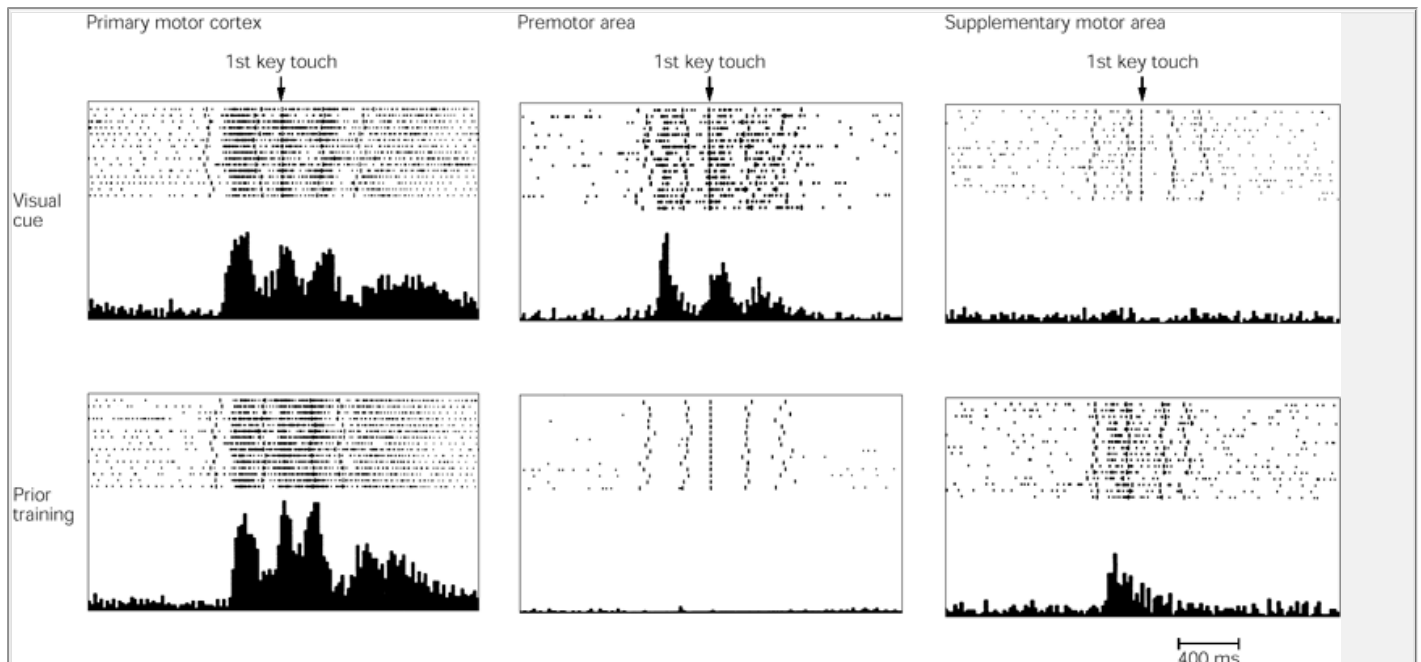 Primary motor cortex
Premotor area
Supplementary motor area
1st key touch
1st key touch
1st key touch
Visual
cue
Prior
training
400 ms